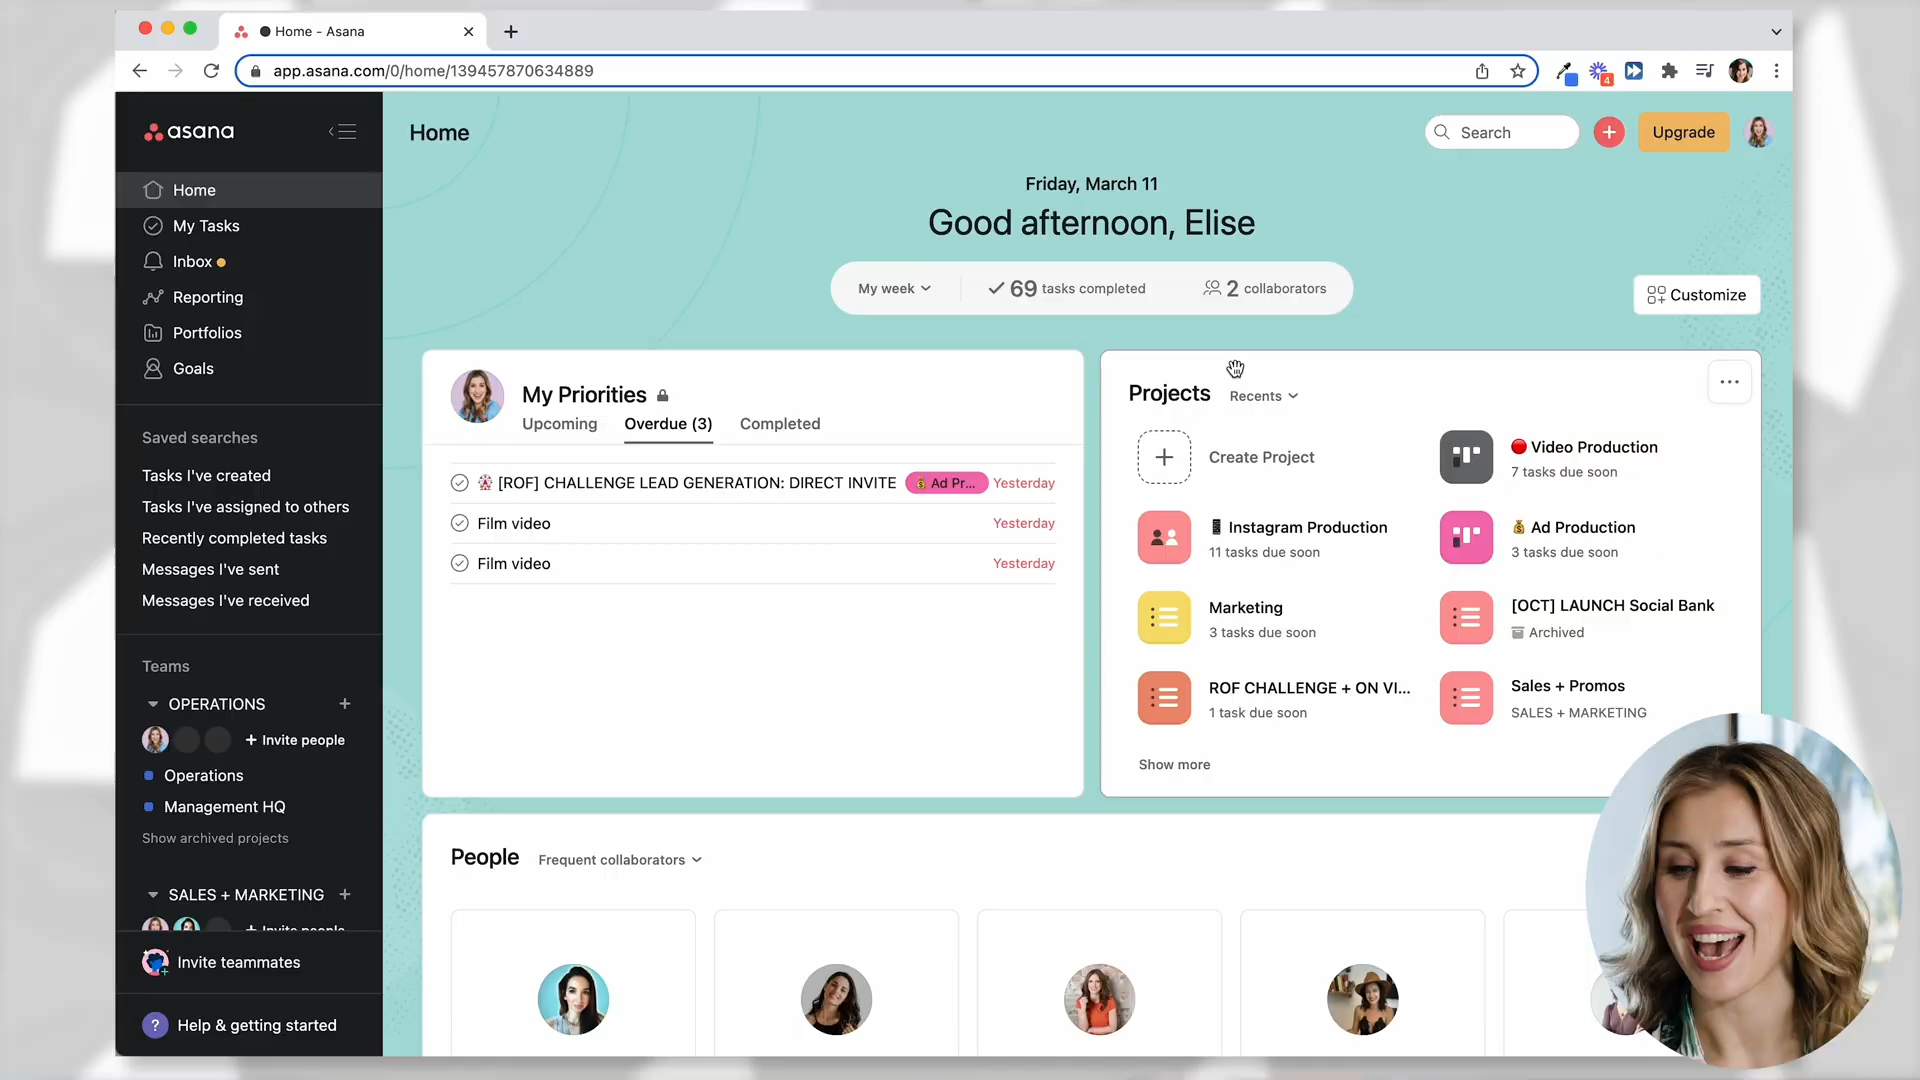 Home - Asana
app.asana.com/0/home/139457870634889
4
asana
Home
Search
Upgrade
Friday, March 11
Good afternoon, Elise
My week
69 tasks completed
2 collaborators
Customize
Home
My Tasks
Inbox
Reporting
Portfolios
Goals
Saved searches
Tasks I've created
Tasks I've assigned to others
Recently completed tasks
Messages I've sent
Messages I've received
Teams
OPERATIONS
+ Invite people
Operations
Management HQ
Show archived projects
SALES + MARKETING
+ Invite people
Invite teammates
? Help & getting started
My Priorities
Upcoming
Overdue (3)
Completed
[ROF] CHALLENGE LEAD GENERATION: DIRECT INVITE
Ad Pr...
Yesterday
Film video
Yesterday
Film video
Yesterday
Projects
Recents
Create Project
Video Production
7 tasks due soon
Instagram Production
11 tasks due soon
Ad Production
3 tasks due soon
Marketing
3 tasks due soon
[OCT] LAUNCH Social Bank
Archived
ROF CHALLENGE + ON VI...
1 task due soon
Sales + Promos
SALES + MARKETING
Show more
People
Frequent collaborators